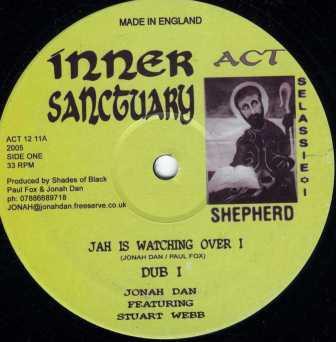 MADE IN ENGLAND
INNER
SANCTUARY
ACT
SELASSIE I
SHEPHERD
ACT 12 11A
2005
SIDE ONE
33 RPM
Produced by Shades of Black
Paul Fox & Jonah Dan
ph: 07886689718
JONAH@jonahdan.freeserve.co.uk
JAH IS WATCHING OVER I
(JONAH DAN / PAUL FOX)
DUB I
JONAH DAN
FEATURING
STUART WEBB